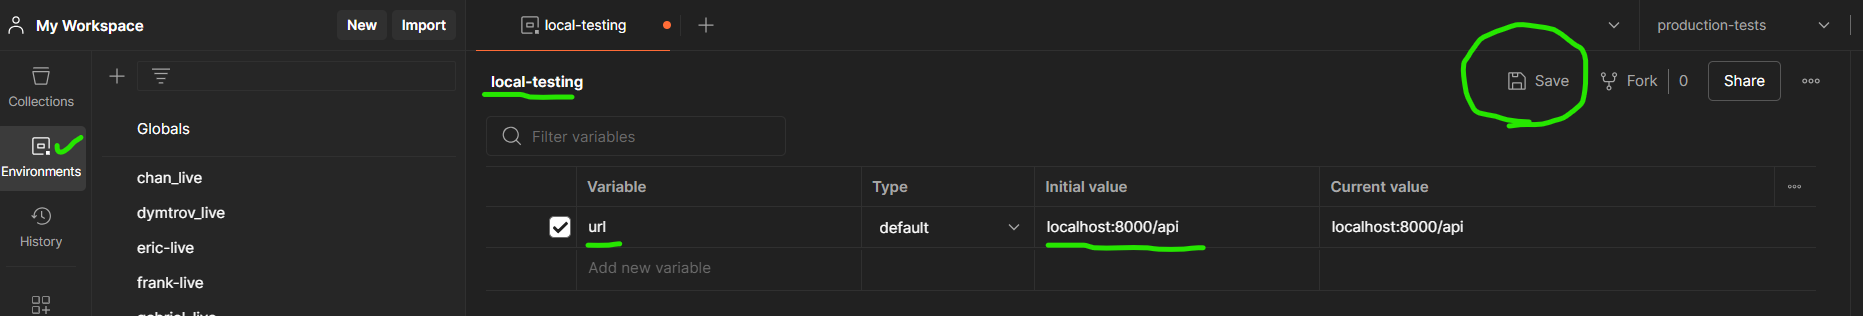 My Workspace
New
Import
local-testing
production-tests
Collections
Environments
History
Globals
chan_live
dymtrov_live
eric-live
frank-live
gabriel-live
local-testing
Save
Fork
0
Share
Filter variables
Variable
Type
Initial value
Current value
url
default
localhost:8000/api
localhost:8000/api
Add new variable